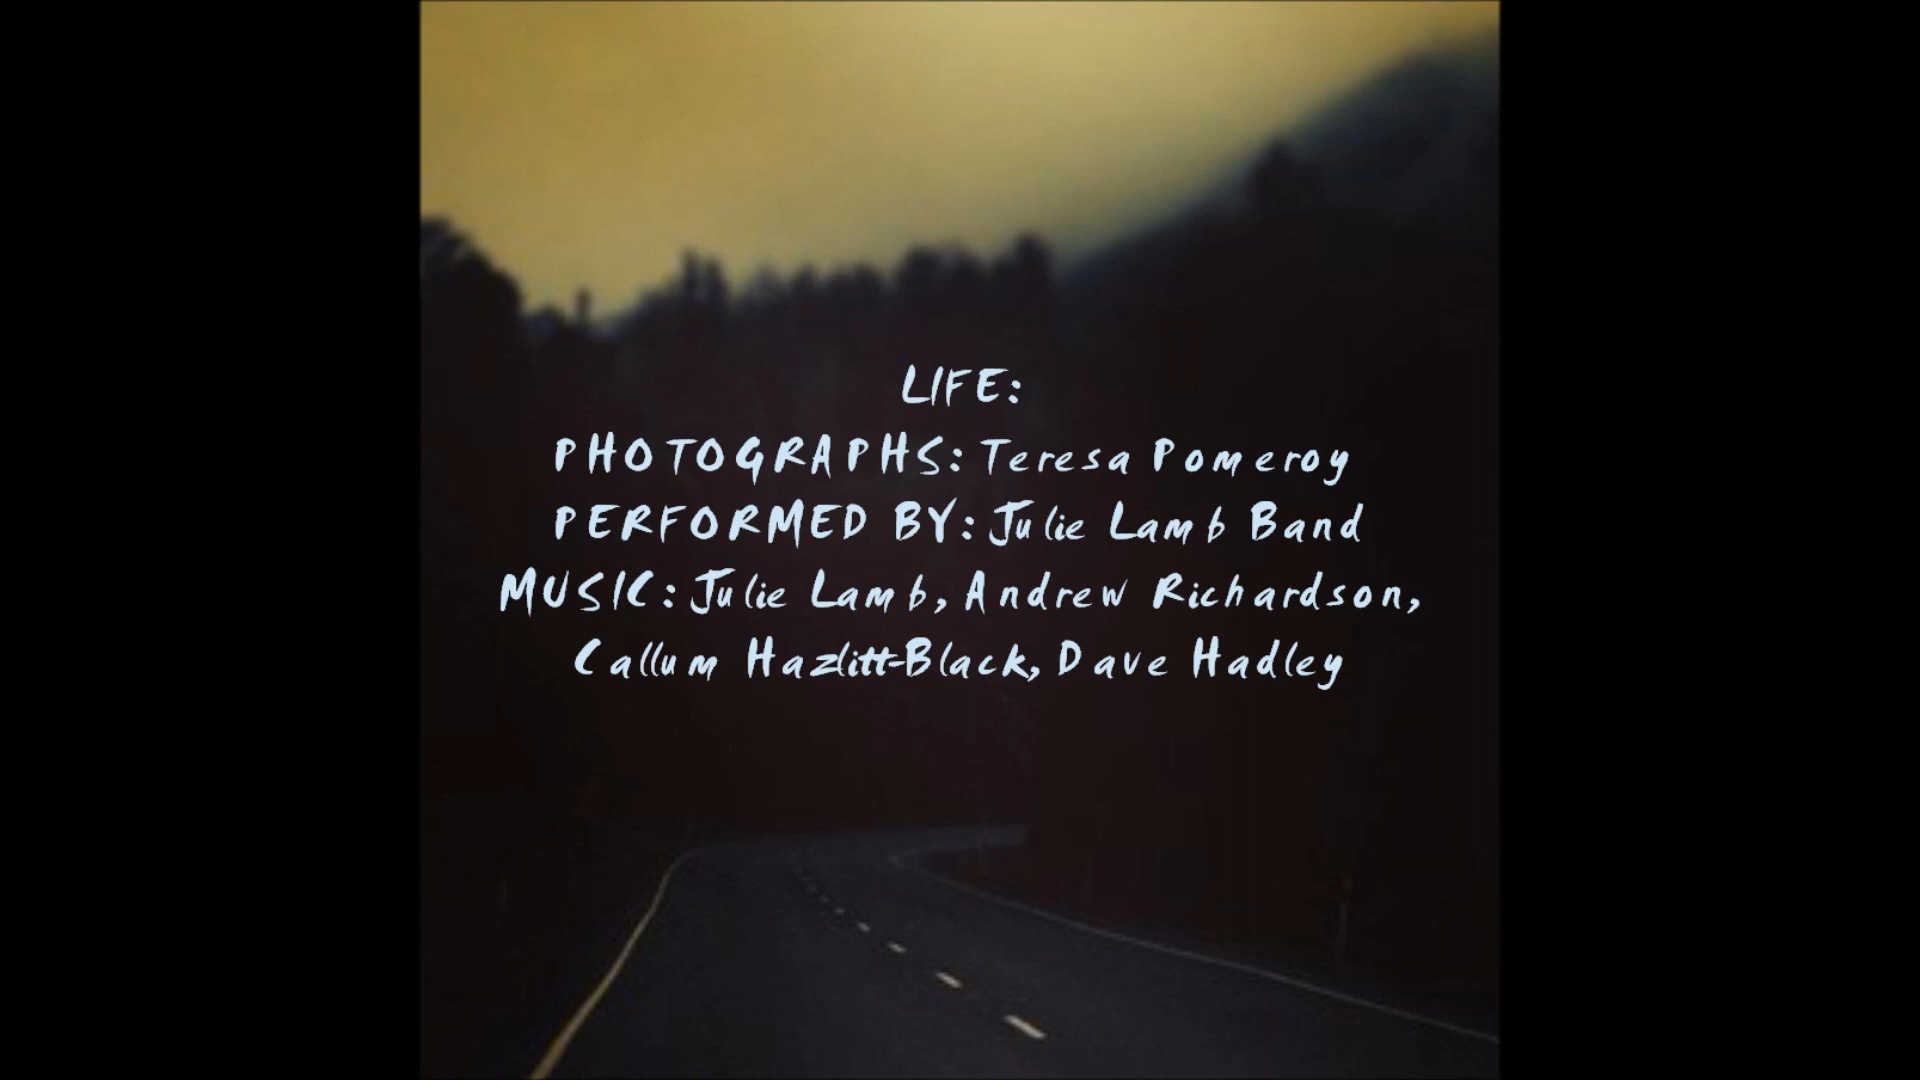 LIFE:
PHOTOGRAPHS: Teresa Pomeroy
PERFORMED BY: Julie Lamb Band
MUSIC: Julie Lamb, Andrew Richardson,
Callum Hazlitt-Black, Dave Hadley